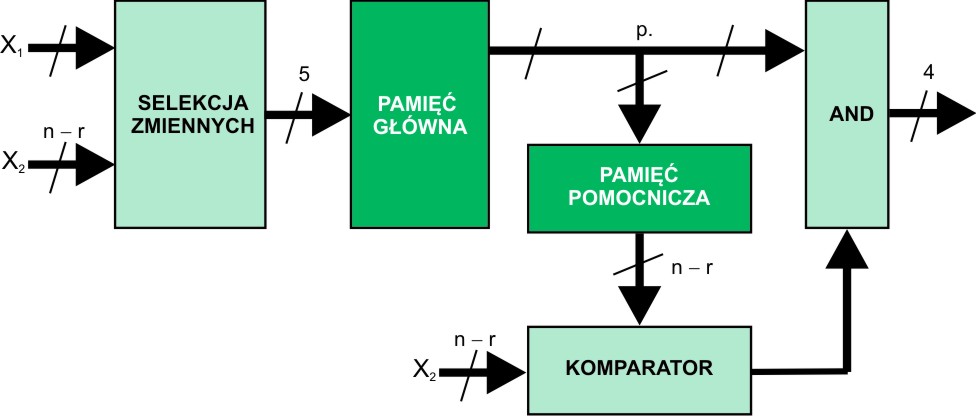 X₁
n – r
X₂
SELEKCJA
ZMIENNYCH
5
PAMIĘĆ
GŁÓWNA
p.
AND
4
PAMIĘĆ
POMOCNICZA
n – r
n – r
X₂
KOMPARATOR